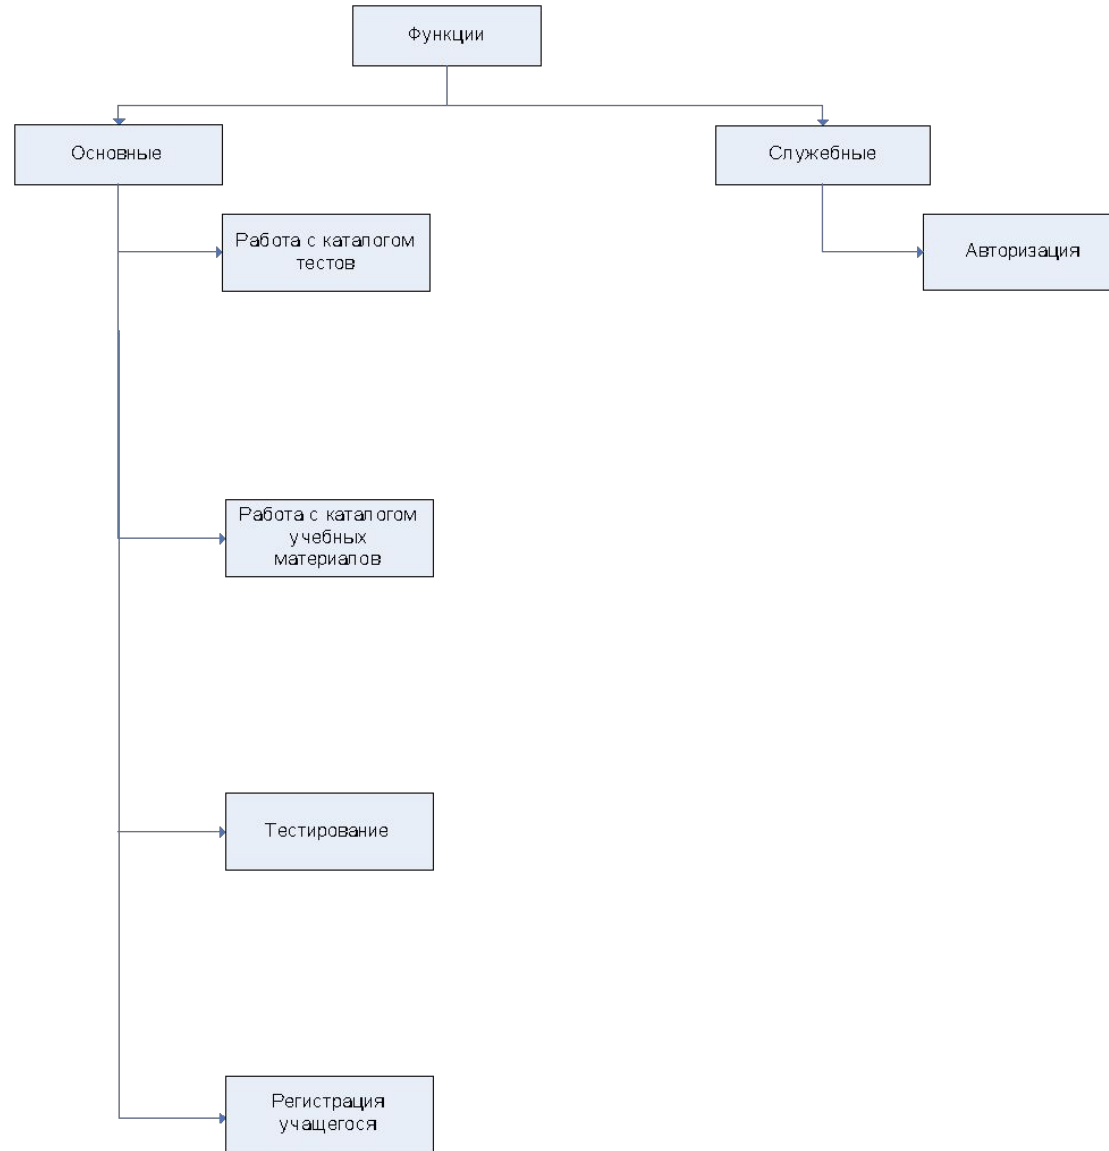 Функции
Основные
Служебные
Работа с каталогом
тестов
Авторизация
Работа с каталогом
учебных
материалов
Тестирование
Регистрация
учащегося